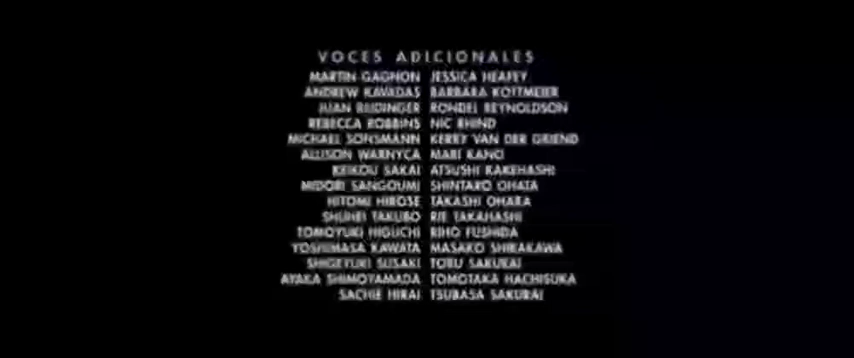 VOCES ADICIONALES
MARTIN GAGNON JESSICA HEAFEY
ANDREW KAVADAS BARBARA KOTTMEIER
JUAN RIEDINGER RONDEL REYNOLDSON
REBECCA ROBBINS NIC RHIND
MICHAEL SONSMANN KERRY VAN DER GRIEND
ALLISON WARNYCA MARI KANO
KEIKOU SAKAI ATSUSHI KAKEHASHI
MIDORI SANGOUMI SHINTARO OHATA
HITOMI HIROSE TAKASHI OHARA
SHUHEI TAKUBO RIE TAKAHASHI
TOMOYUKI HIGUCHI RIHO FUSHIDA
YOSHIMASA KAWATA MASAKO SHIRAKAWA
SHIGEYUKI SUSAKI TORU SAKURAI
AYAKA SHIMOYAMADA TOMOTAKA HACHISUKA
SACHIE HIRAI TSUBASA SAKURAI